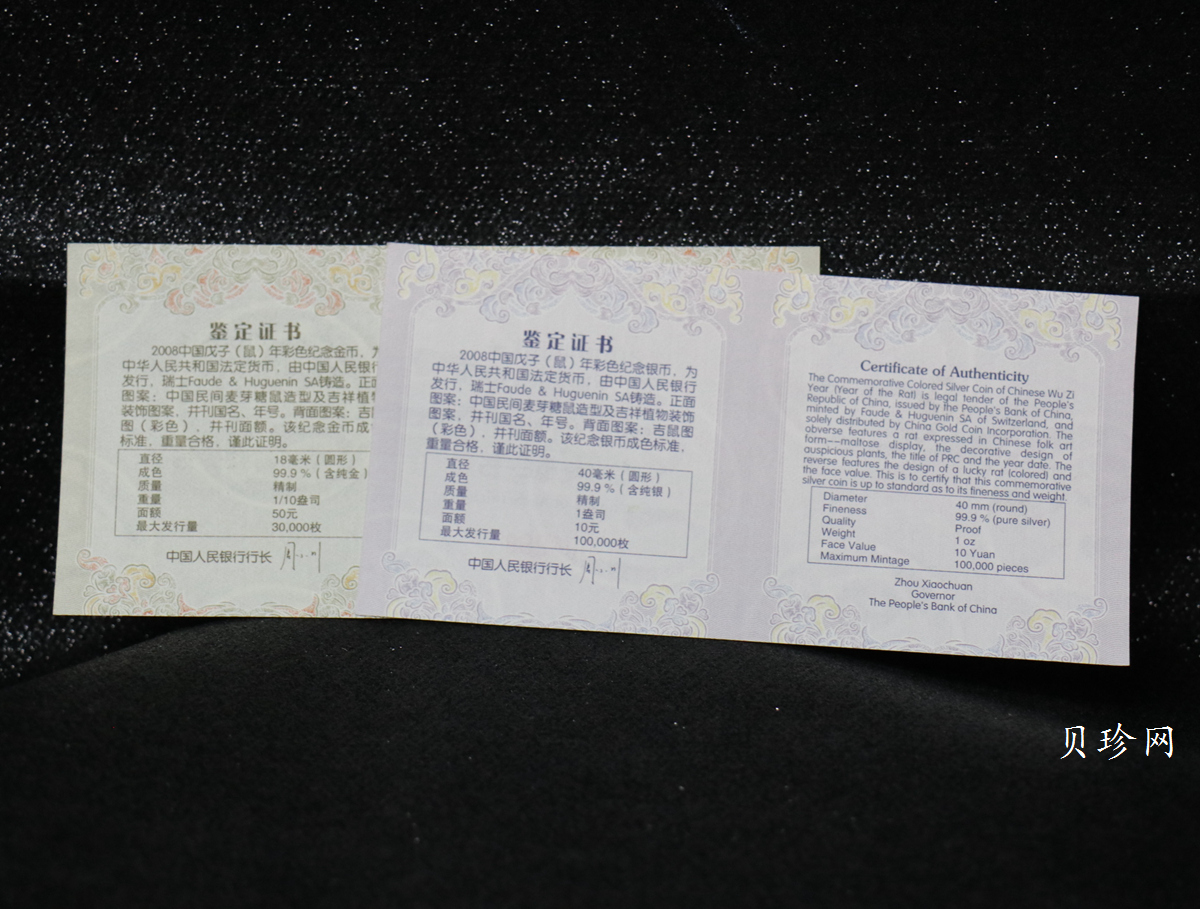 鉴定证书
2008中国戊子（鼠）年彩色纪念金币，为
中华人民共和国法定货币，由中国人民银行
发行，瑞士Faude & Huguenin SA铸造。正面
图案：中国民间麦芽糖鼠造型及吉祥植物
装饰图案，并刊国名、年号。背面图案：吉
图（彩色），并刊面额。该纪念金币成
标准，重量合格，谨此证明。
直径 18毫米（圆形）
成色 99.9％（含纯金）
质量 精制
重量 1/10盎司
面额 50元
最大发行量 30,000枚
中国人民银行行长
鉴定证书
2008中国戊子（鼠）年彩色纪念银币，为
中华人民共和国法定货币，由中国人民银行
发行，瑞士Faude & Huguenin SA铸造。正面
图案：中国民间麦芽糖鼠造型及吉祥植物装饰
图案，并刊国名、年号。背面图案：吉鼠图
（彩色），并刊面额。该纪念银币成色标准，
重量合格，谨此证明。
直径 40毫米（圆形）
成色 99.9％（含纯银）
质量 精制
重量 1盎司
面额 10元
最大发行量 100,000枚
中国人民银行行长
Certificate of Authenticity
The Commemorative Colored Silver Coin of Chinese Wu Zi
Year (Year of the Rat) is legal tender of the People's
Republic of China, issued by the People's Bank of China,
minted by Faude & Huguenin SA of Switzerland, and
solely distributed by China Gold Coin Incorporation. The
obverse features a rat expressed in Chinese folk art
form--maltose display, the decorative design of
auspicious plants, the title of PRC and the year date. The
reverse features the design of a lucky rat (colored) and
the face value. This is to certify that this commemorative
silver coin is up to standard as to its fineness and weight.
Diameter 40 mm (round)
Fineness 99.9 % (pure silver)
Quality Proof
Weight 1 oz
Face Value 10 Yuan
Maximum Mintage 100,000 pieces
Zhou Xiaochuan
Governor
The People's Bank of China
贝珍网